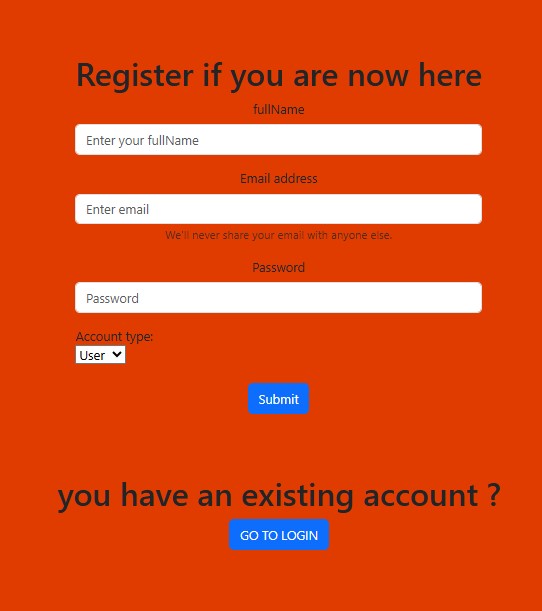 Register if you are now here
fullName
Enter your fullName
Email address
Enter email
We'll never share your email with anyone else.
Password
Password
Account type:
User
Submit
you have an existing account ?
GO TO LOGIN